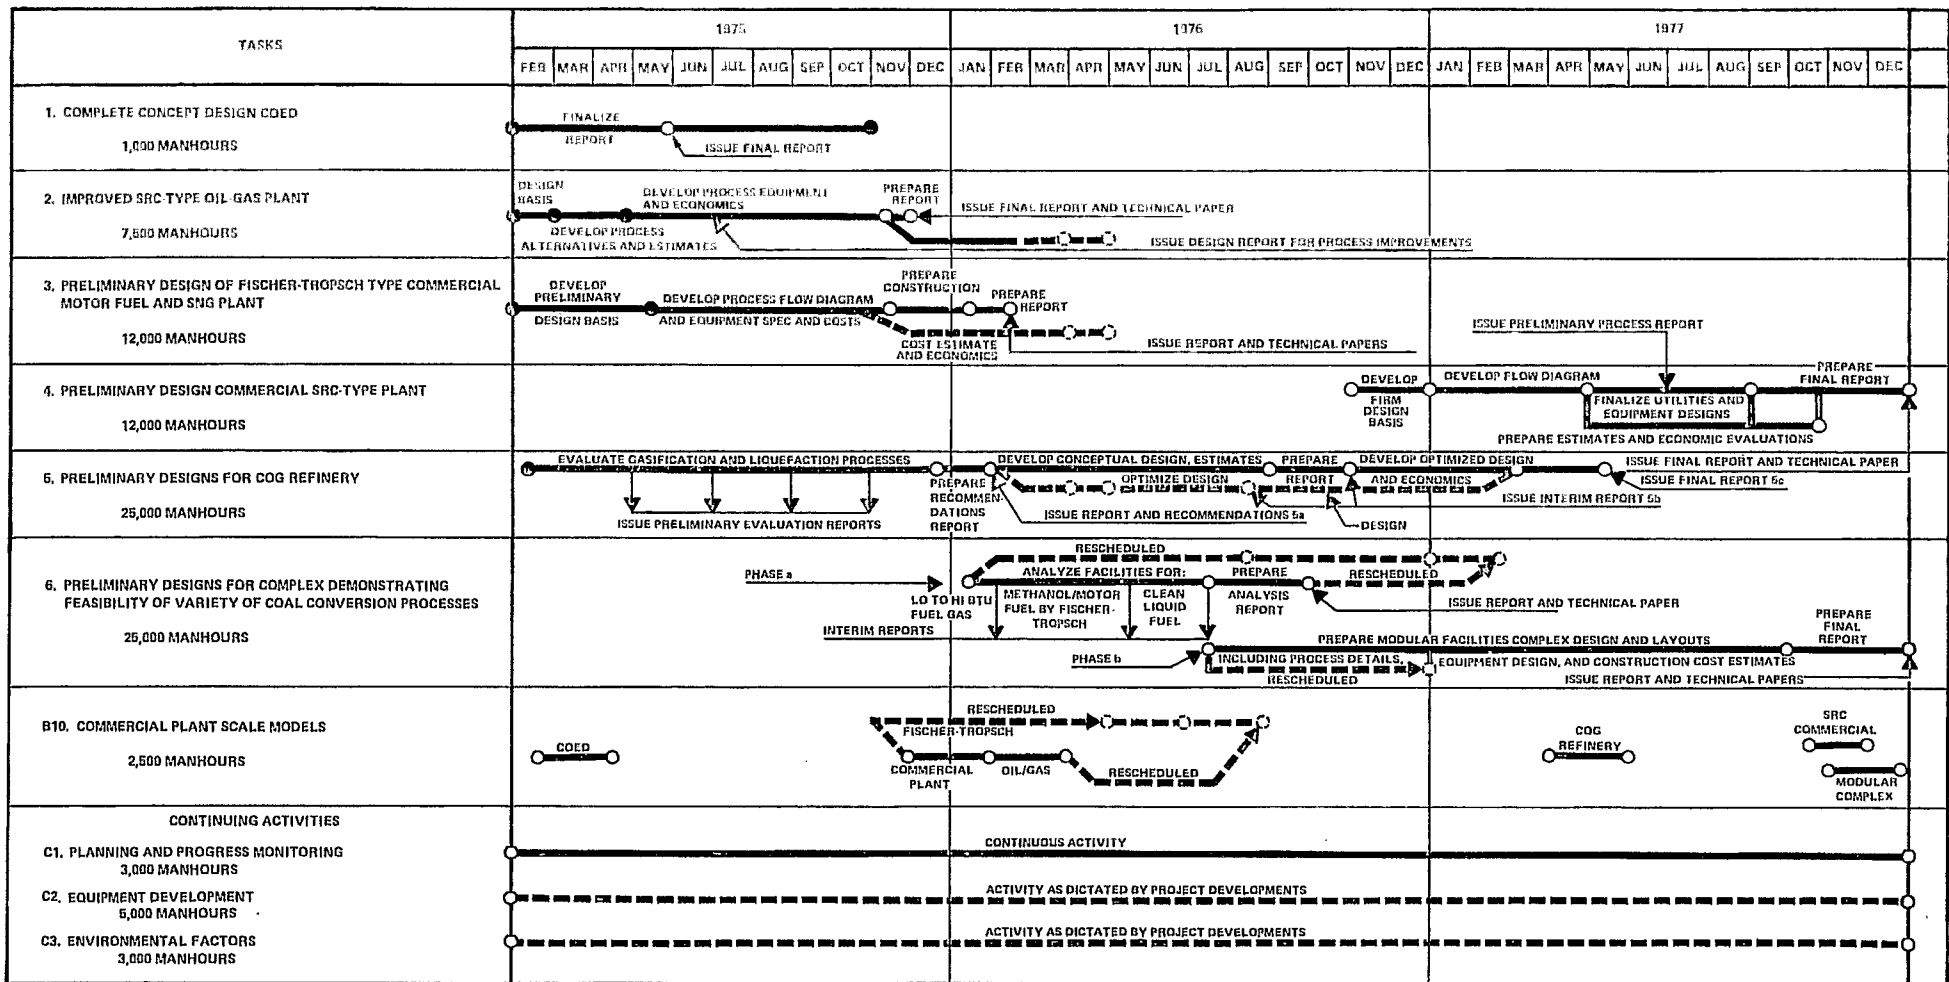 TASKS
1975
1976
1977
FEB MAR APR MAY JUN JUL AUG SEP OCT NOV DEC JAN FEB MAR APR MAY JUN JUL AUG SEP OCT NOV DEC JAN FEB MAR APR MAY JUN JUL AUG SEP OCT NOV DEC
1. COMPLETE CONCEPT DESIGN COED
1,000 MANHOURS
FINALIZE
REPORT
ISSUE FINAL REPORT
2. IMPROVED SRC-TYPE OIL-GAS PLANT
7,500 MANHOURS
DESIGN
BASIS
DEVELOP PROCESS EQUIPMENT
AND ECONOMICS
DEVELOP PROCESS
ALTERNATIVES AND ESTIMATES
PREPARE
REPORT
ISSUE FINAL REPORT AND TECHNICAL PAPER
ISSUE DESIGN REPORT FOR PROCESS IMPROVEMENTS
3. PRELIMINARY DESIGN OF FISCHER-TROPSCH TYPE COMMERCIAL
MOTOR FUEL AND SNG PLANT
12,000 MANHOURS
DEVELOP
PRELIMINARY
DESIGN BASIS
DEVELOP PROCESS FLOW DIAGRAM
AND EQUIPMENT SPEC AND COSTS
PREPARE
CONSTRUCTION
COST ESTIMATE
AND ECONOMICS
PREPARE
REPORT
ISSUE REPORT AND TECHNICAL PAPERS
ISSUE PRELIMINARY PROCESS REPORT
4. PRELIMINARY DESIGN COMMERCIAL SRC-TYPE PLANT
12,000 MANHOURS
DEVELOP
FIRM
DESIGN
BASIS
DEVELOP FLOW DIAGRAM
FINALIZE UTILITIES AND
EQUIPMENT DESIGNS
PREPARE
FINAL REPORT
PREPARE ESTIMATES AND ECONOMIC EVALUATIONS
5. PRELIMINARY DESIGNS FOR COG REFINERY
25,000 MANHOURS
EVALUATE GASIFICATION AND LIQUEFACTION PROCESSES
ISSUE PRELIMINARY EVALUATION REPORTS
PREPARE
RECOMMEN-
DATIONS
REPORT
DEVELOP CONCEPTUAL DESIGN, ESTIMATES
OPTIMIZE DESIGN
ISSUE REPORT AND RECOMMENDATIONS 5a
PREPARE
REPORT
DEVELOP OPTIMIZED DESIGN
AND ECONOMICS
DESIGN
ISSUE FINAL REPORT AND TECHNICAL PAPER
ISSUE FINAL REPORT 5c
ISSUE INTERIM REPORT 5b
6. PRELIMINARY DESIGNS FOR COMPLEX DEMONSTRATING
FEASIBILITY OF VARIETY OF COAL CONVERSION PROCESSES
25,000 MANHOURS
RESCHEDULED
PHASE a
ANALYZE FACILITIES FOR:
LO TO HI BTU
FUEL GAS
METHANOL/MOTOR
FUEL BY FISCHER-
TROPSCH
CLEAN
LIQUID
FUEL
PREPARE
ANALYSIS
REPORT
RESCHEDULED
ISSUE REPORT AND TECHNICAL PAPER
INTERIM REPORTS
PHASE b
PREPARE MODULAR FACILITIES COMPLEX DESIGN AND LAYOUTS
INCLUDING PROCESS DETAILS, EQUIPMENT DESIGN, AND CONSTRUCTION COST ESTIMATES
RESCHEDULED
PREPARE
FINAL
REPORT
ISSUE REPORT AND TECHNICAL PAPERS
B10. COMMERCIAL PLANT SCALE MODELS
2,500 MANHOURS
COED
RESCHEDULED
FISCHER-TROPSCH
COMMERCIAL
PLANT
OIL/GAS
RESCHEDULED
COG
REFINERY
SRC
COMMERCIAL
MODULAR
COMPLEX
CONTINUING ACTIVITIES
C1. PLANNING AND PROGRESS MONITORING
3,000 MANHOURS
CONTINUOUS ACTIVITY
C2. EQUIPMENT DEVELOPMENT
5,000 MANHOURS
ACTIVITY AS DICTATED BY PROJECT DEVELOPMENTS
C3. ENVIRONMENTAL FACTORS
3,000 MANHOURS
ACTIVITY AS DICTATED BY PROJECT DEVELOPMENTS